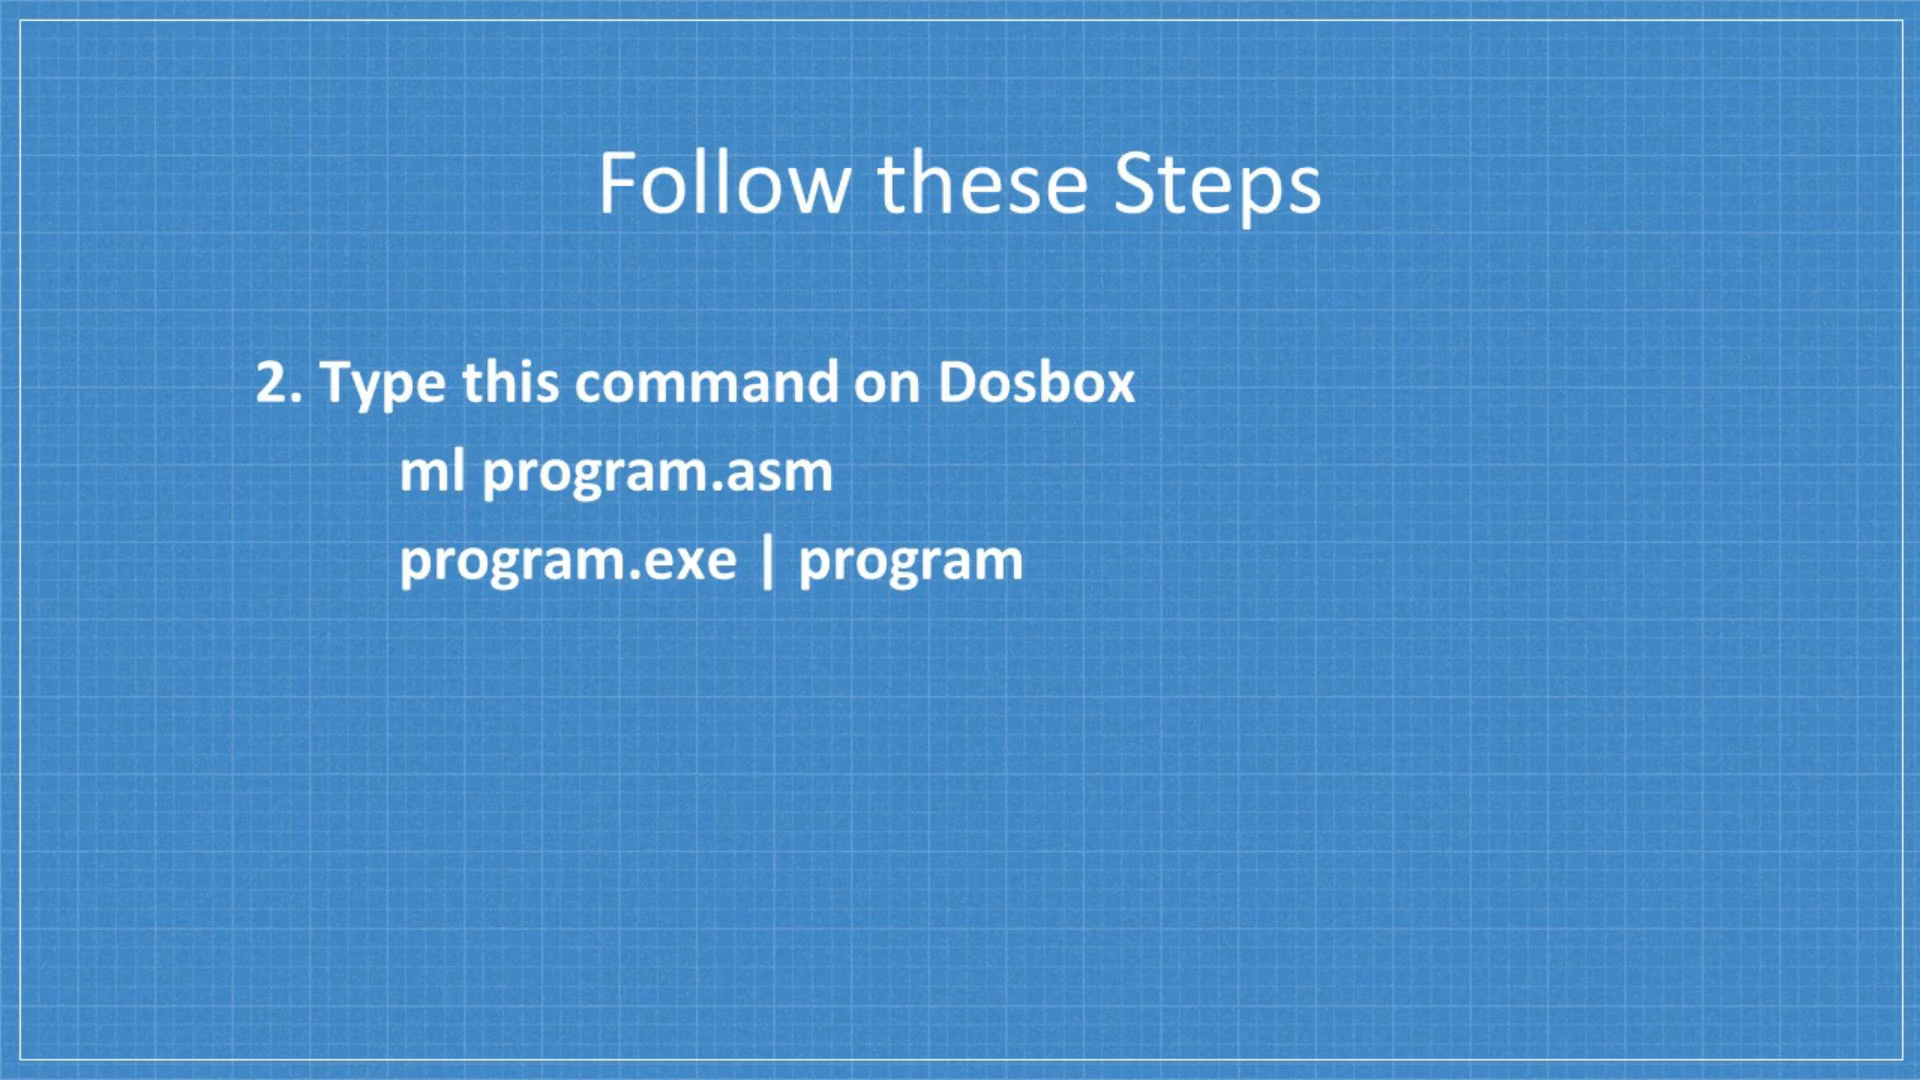 Follow these Steps
2. Type this command on Dosbox
ml program.asm
program.exe | program